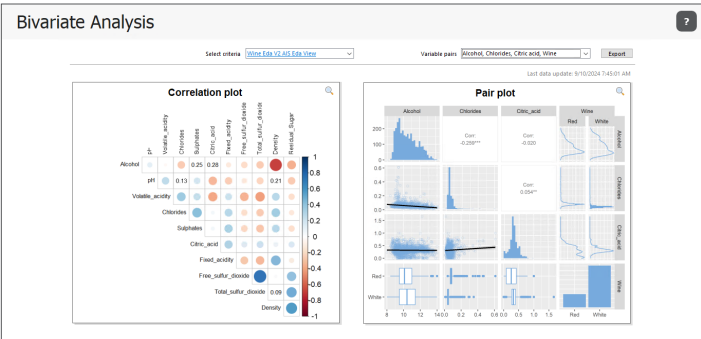 Bivariate Analysis
?
Select criteria Wine Eda V2 AIS Eda View
Variable pairs Alcohol, Chlorides, Citric acid, Wine
Export
Last data update: 9/10/2024 7:45:01 AM
Correlation plot
pH
Volatile_acidity
Chlorides
Sulphates
Citric_acid
Fixed_acidity
Free_sulfur_dioxide
Total_sulfur_dioxide
Density
Residual_Sugar
Alcohol 0.25 0.28
pH 0.13 0.21
Volatile_acidity
Chlorides
Sulphates
Citric_acid
Fixed_acidity
Free_sulfur_dioxide
Total_sulfur_dioxide 0.09
Density
1
0.8
0.6
0.4
0.2
0
-0.2
-0.4
-0.6
-0.8
-1
Pair plot
Alcohol Chlorides Citric_acid Wine
Red White
200
100
0
Corr:
-0.258***
Corr:
-0.020
Alcohol
0.6
0.4
0.2
0.0
Corr:
0.054**
Chlorides
1.5
1.0
0.5
0.0
Citric_acid
Red
White
Wine
8 10 12 14 0.0 0.2 0.4 0.6 0.0 0.5 1.0 1.5 Red White